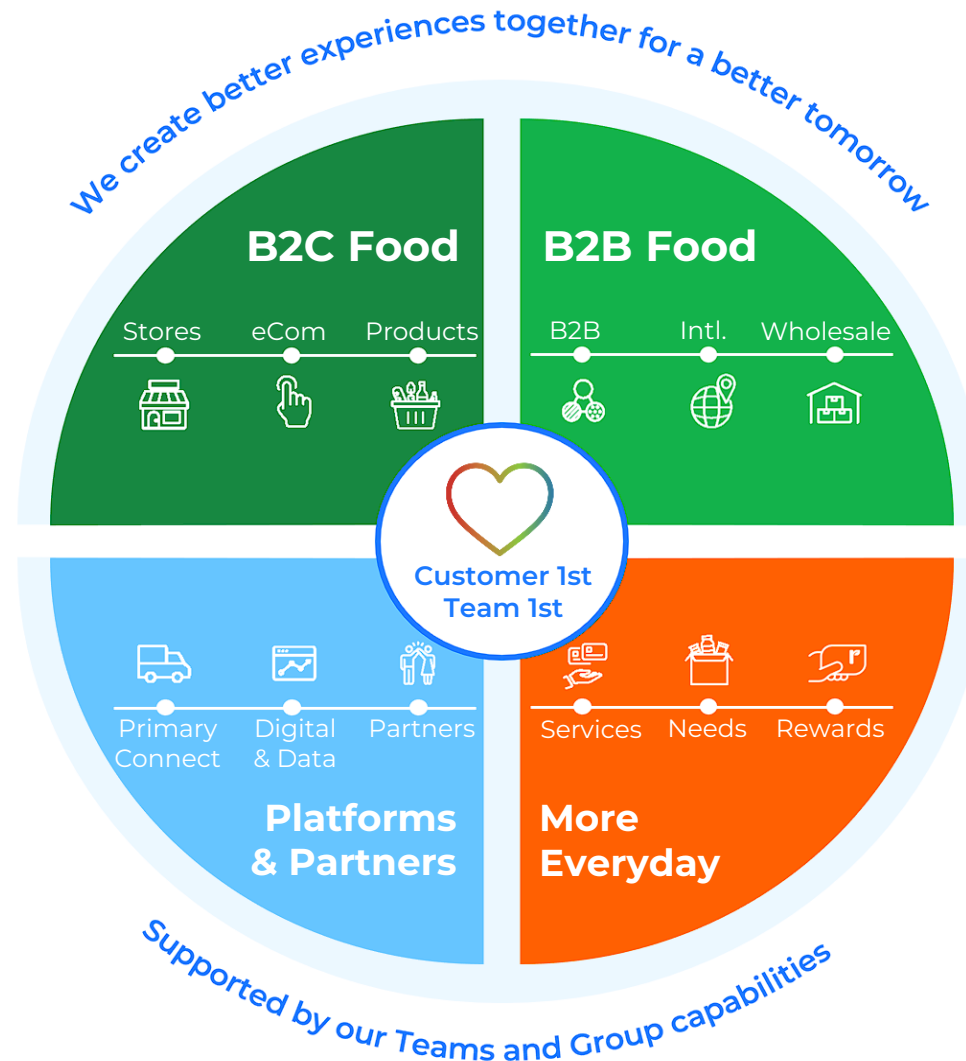 We create better experiences together for a better tomorrow
B2C Food
Stores
eCom
Products
B2B Food
B2B
Intl.
Wholesale
Customer 1st
Team 1st
Primary
Connect
Digital
& Data
Partners
Platforms
& Partners
Services
Needs
r
Rewards
More
Everyday
Supported by our Teams and Group capabilities